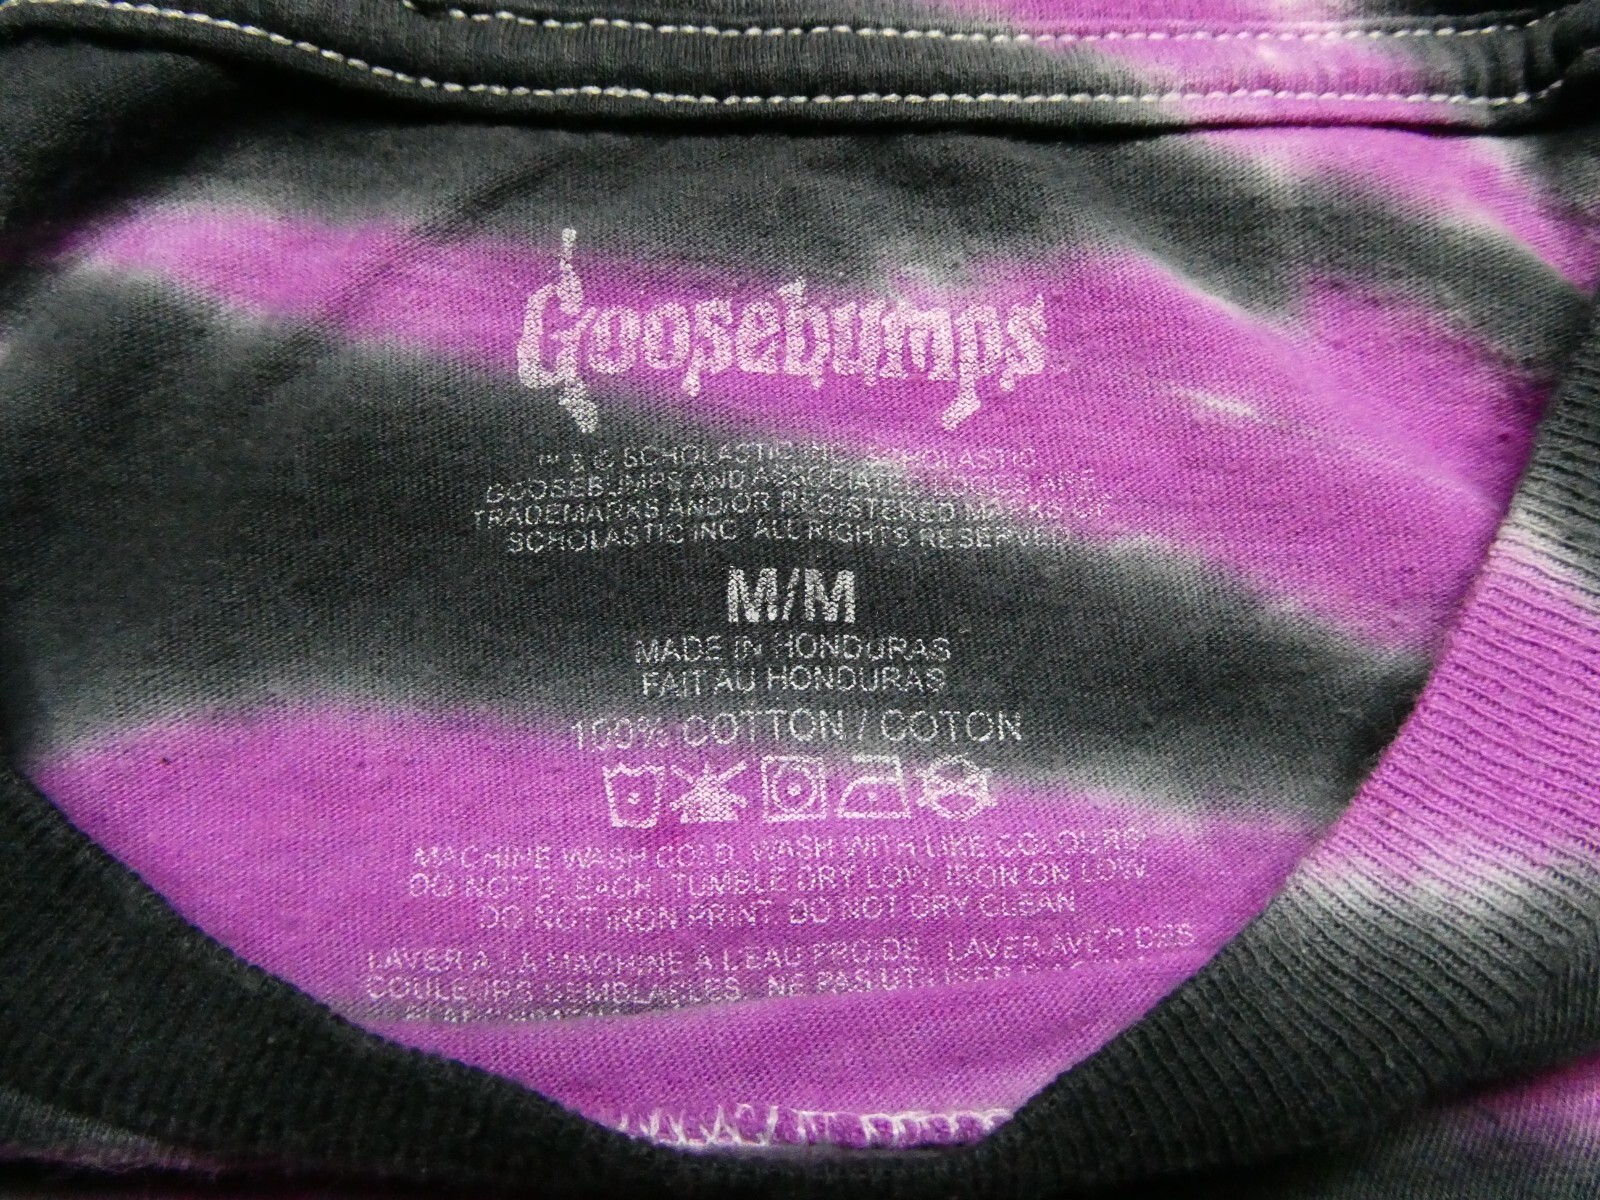 Goosebumps
™ & © SCHOLASTIC INC. SCHOLASTIC,
GOOSEBUMPS AND ASSOCIATED LOGOS ARE
TRADEMARKS AND/OR REGISTERED MARKS OF
SCHOLASTIC INC. ALL RIGHTS RESERVED.
M/M
MADE IN HONDURAS
FAIT AU HONDURAS
100% COTTON / COTON
MACHINE WASH COLD. WASH WITH LIKE COLOURS
DO NOT BLEACH. TUMBLE DRY LOW. IRON ON LOW.
DO NOT IRON PRINT. DO NOT DRY CLEAN
LAVER A LA MACHINE À L'EAU FROIDE. LAVER AVEC DES
COULEURS SEMBLABLES. NE PAS UTILISER